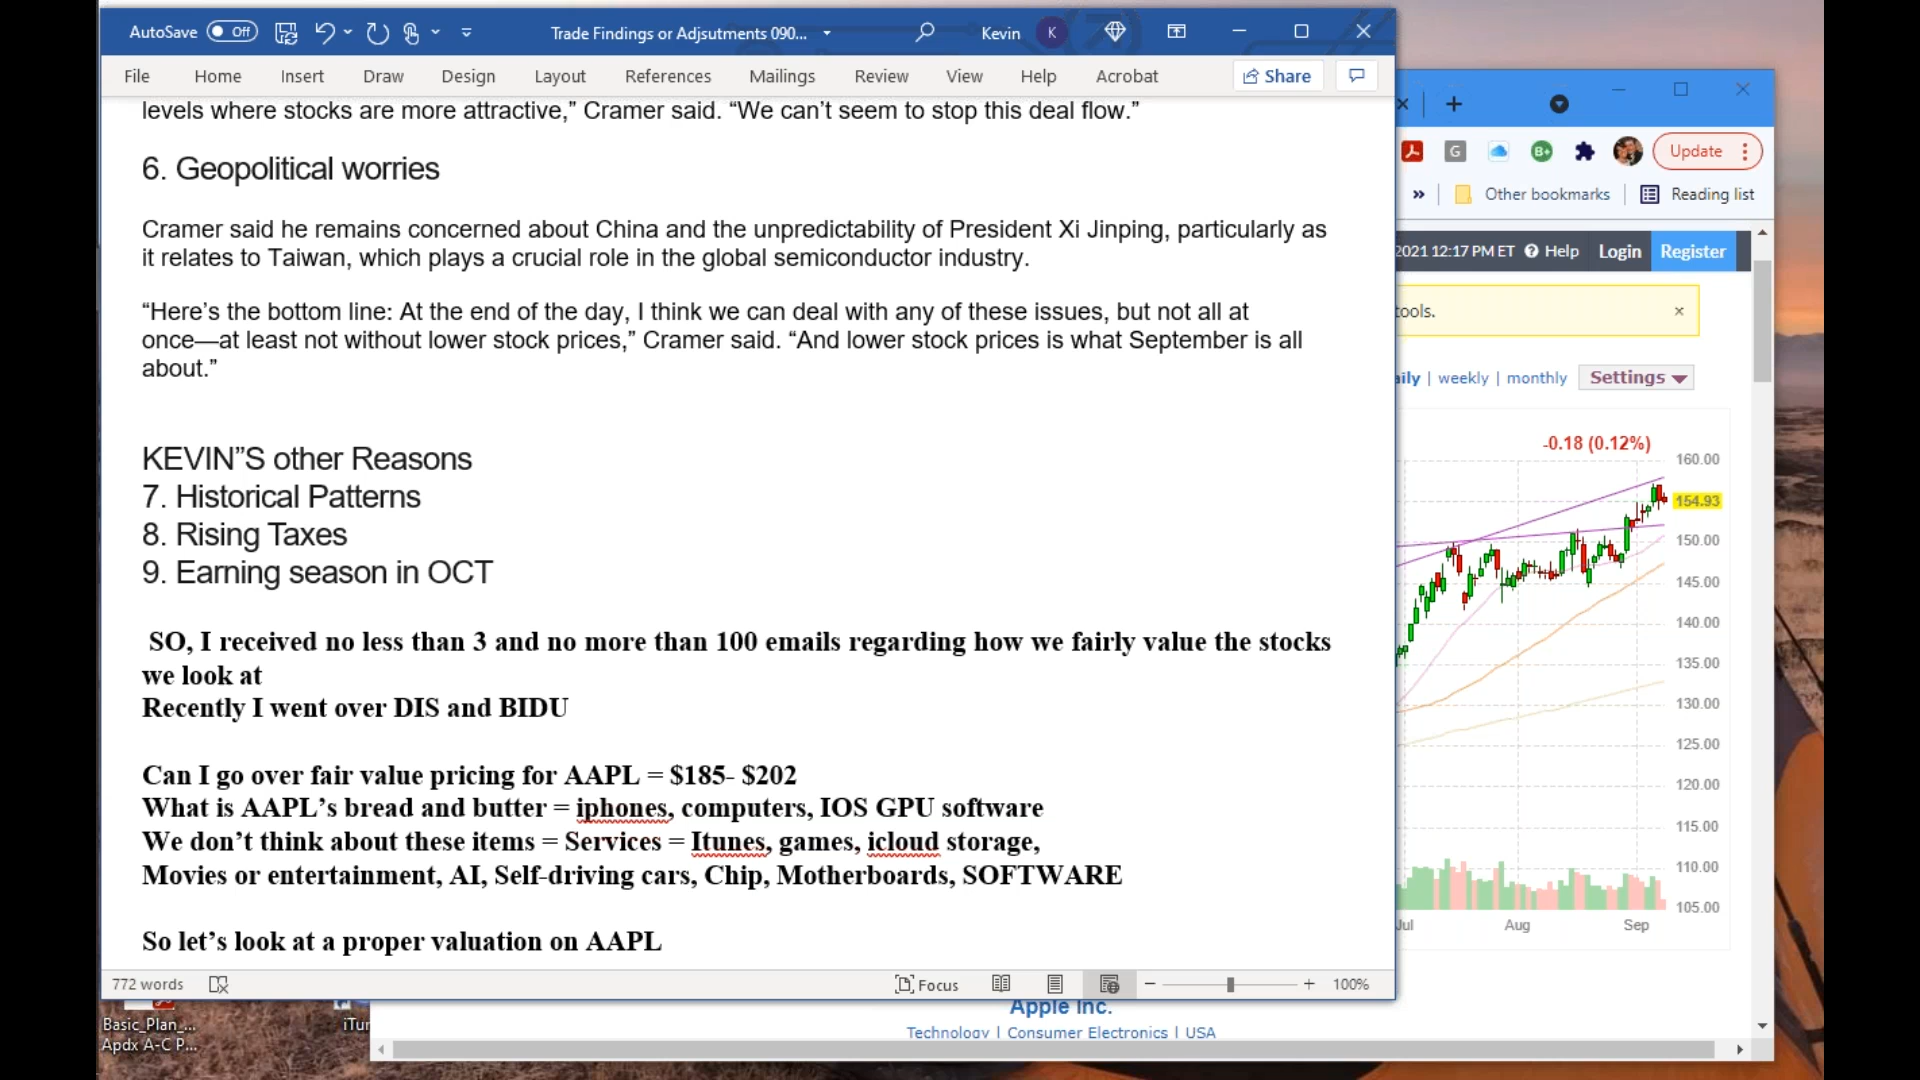 AutoSave Off Trade Findings or Adjsutments 090... Kevin K
File Home Insert Draw Design Layout References Mailings Review View Help Acrobat Share
levels where stocks are more attractive,” Cramer said. “We can’t seem to stop this deal flow.”
6. Geopolitical worries
Cramer said he remains concerned about China and the unpredictability of President Xi Jinping, particularly as
it relates to Taiwan, which plays a crucial role in the global semiconductor industry.
“Here’s the bottom line: At the end of the day, I think we can deal with any of these issues, but not all at
once—at least not without lower stock prices,” Cramer said. “And lower stock prices is what September is all
about.”
KEVIN”S other Reasons
7. Historical Patterns
8. Rising Taxes
9. Earning season in OCT
SO, I received no less than 3 and no more than 100 emails regarding how we fairly value the stocks
we look at
Recently I went over DIS and BIDU
Can I go over fair value pricing for AAPL = $185- $202
What is AAPL’s bread and butter = iphones, computers, IOS GPU software
We don’t think about these items = Services = Itunes, games, icloud storage,
Movies or entertainment, AI, Self-driving cars, Chip, Motherboards, SOFTWARE
So let’s look at a proper valuation on AAPL
772 words Focus 100%
G B+ Update
» Other bookmarks Reading list
2021 12:17 PM ET Help Login Register
tools. ×
aily | weekly | monthly Settings
-0.18 (0.12%)
160.00
154.93
150.00
145.00
140.00
135.00
130.00
125.00
120.00
115.00
110.00
105.00
Jul Aug Sep
Apple Inc.
Technology | Consumer Electronics | USA
Basic_Plan_...
Apdx A-C P...
iTur